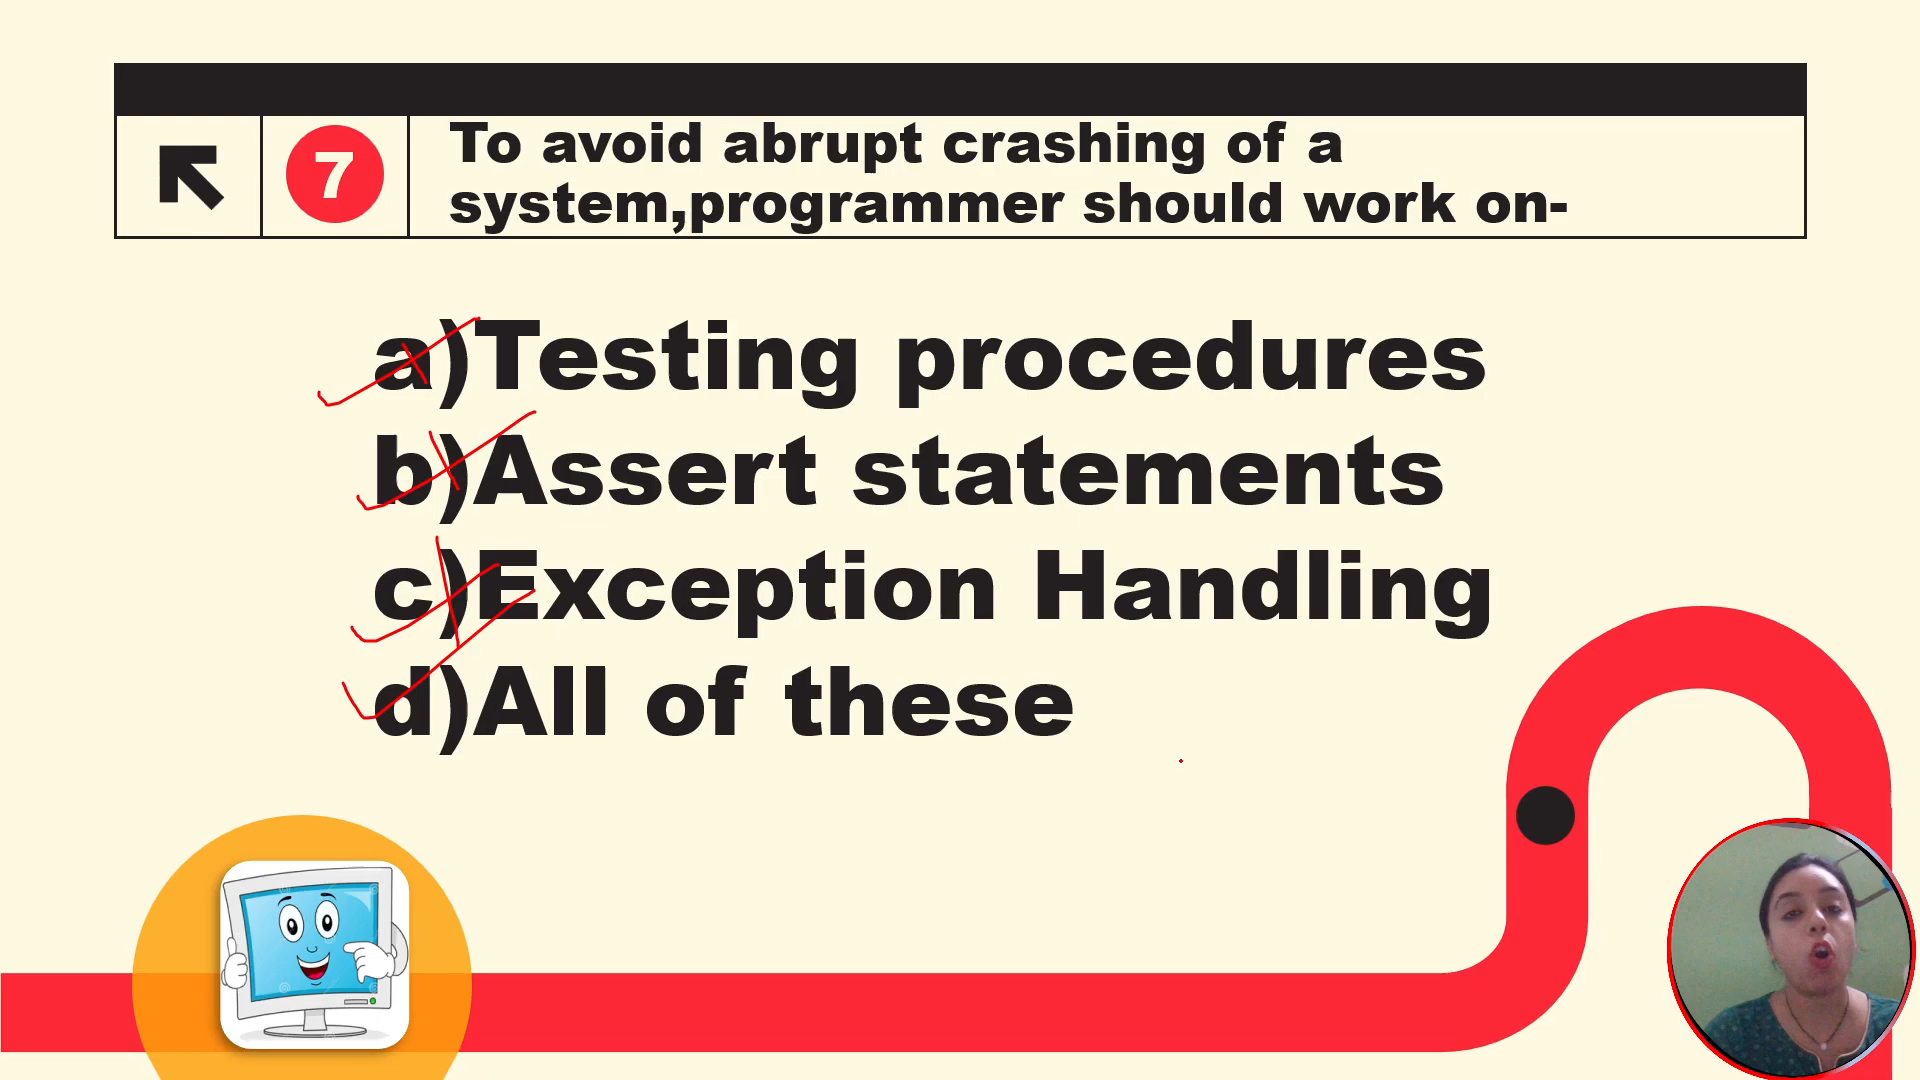 7
To avoid abrupt crashing of a
system,programmer should work on-
a)Testing procedures
b)Assert statements
c)Exception Handling
d)All of these